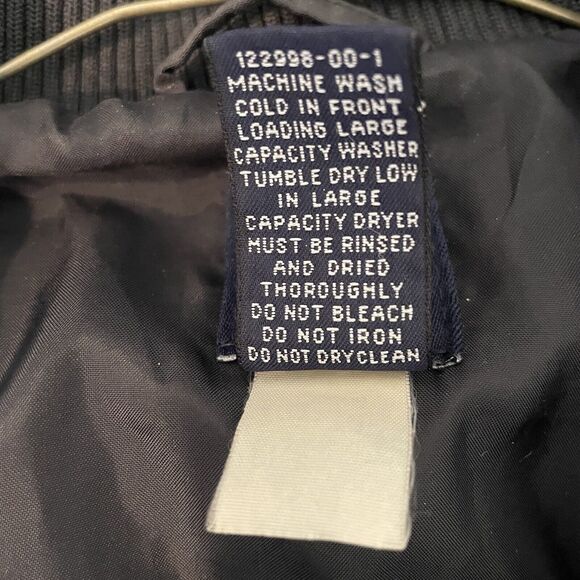 122998-00-1
MACHINE WASH
COLD IN FRONT
LOADING LARGE
CAPACITY WASHER
TUMBLE DRY LOW
IN LARGE
CAPACITY DRYER
MUST BE RINSED
AND DRIED
THOROUGHLY
DO NOT BLEACH
DO NOT IRON
DO NOT DRYCLEAN